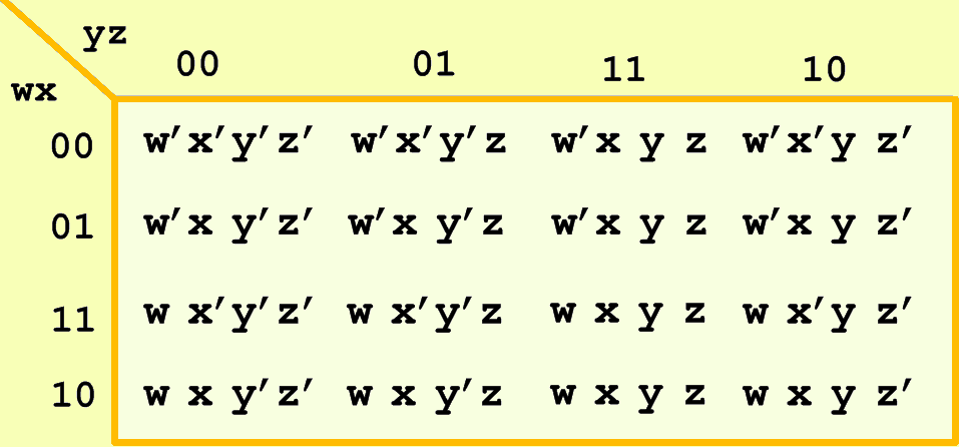 yz
00 01 11 10
wx
00 w′x′y′z′ w′x′y′z w′x y z w′x′y z′
01 w′x y′z′ w′x y′z w′x y z w′x y z′
11 w x′y′z′ w x′y′z w x y z w x′y z′
10 w x y′z′ w x y′z w x y z w x y z′